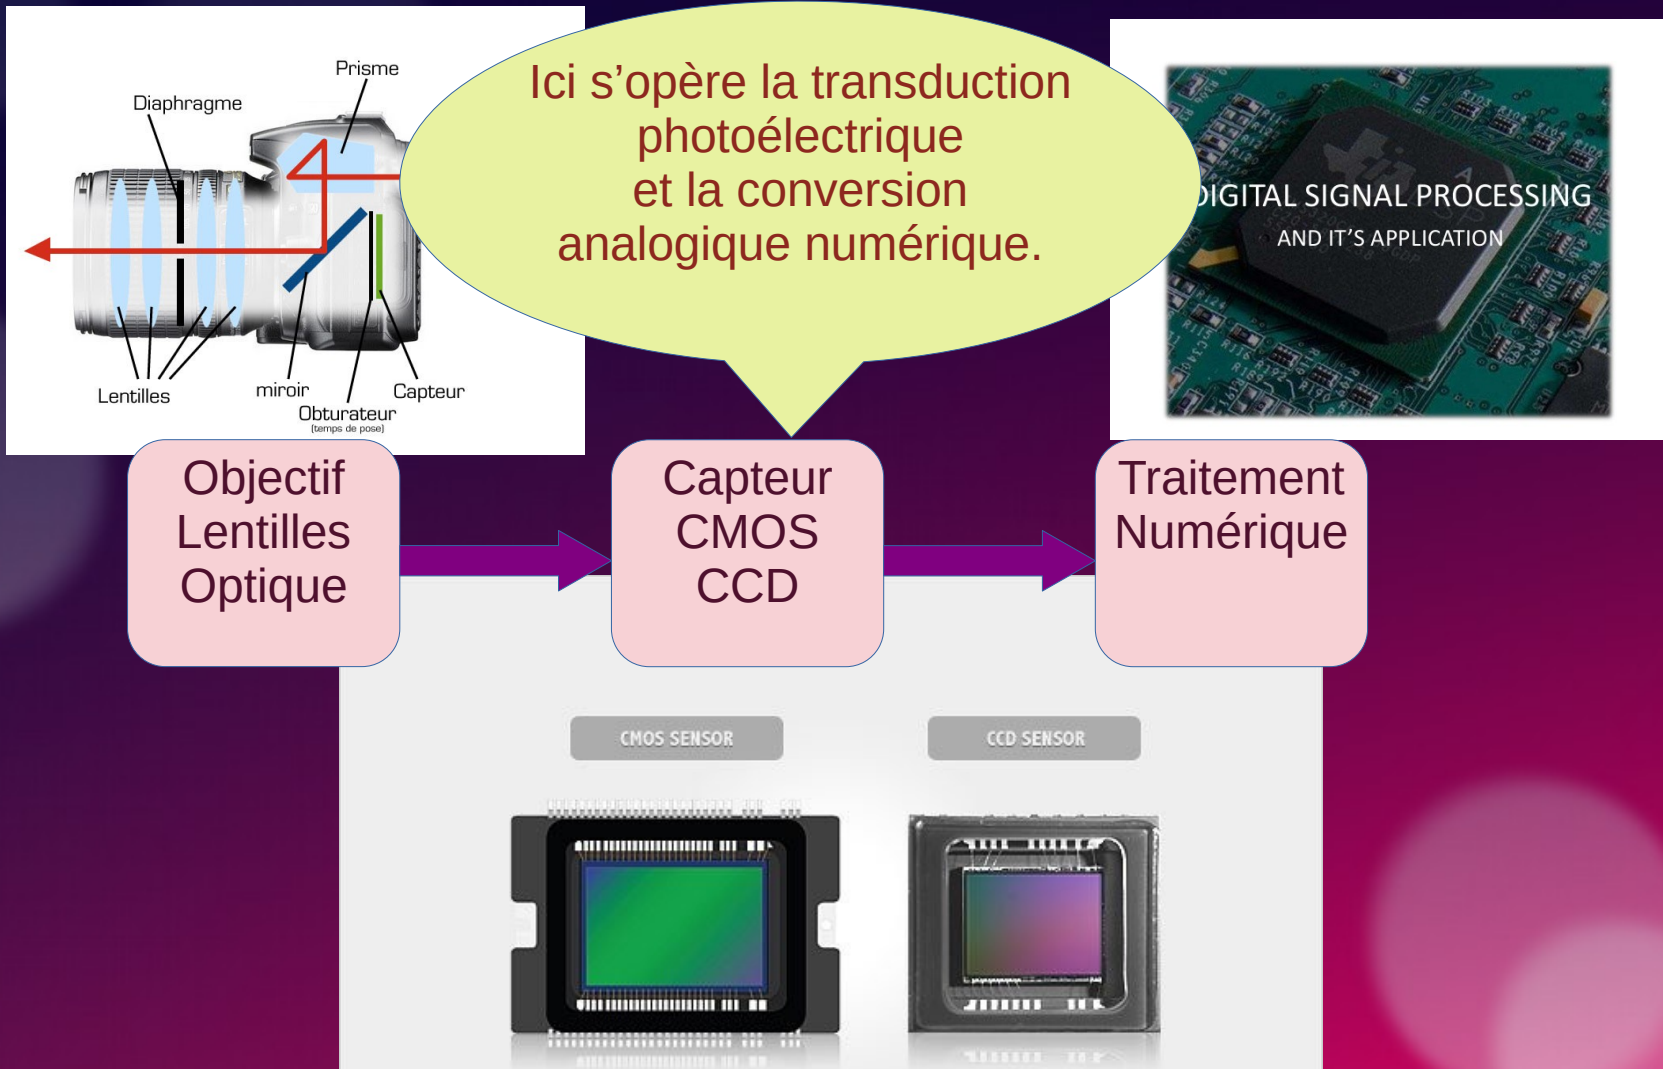 Prisme
Diaphragme
Lentilles
miroir
Obturateur
(temps de pose)
Capteur
Ici s’opère la transduction
photoélectrique
et la conversion
analogique numérique.
DIGITAL SIGNAL PROCESSING
AND IT'S APPLICATION
Objectif
Lentilles
Optique
Capteur
CMOS
CCD
Traitement
Numérique
CMOS SENSOR
CCD SENSOR